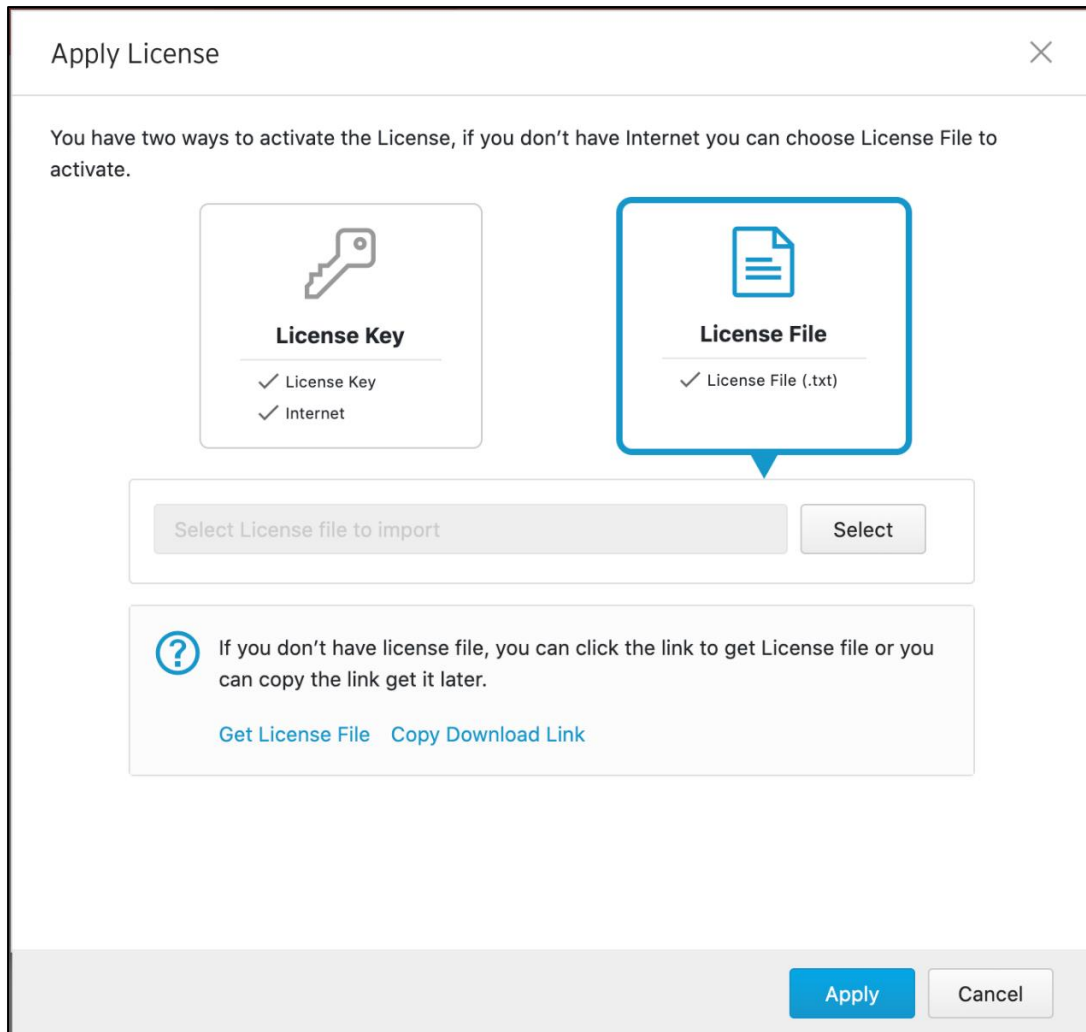 Apply License
You have two ways to activate the License, if you don’t have Internet you can choose License File to
activate.
License Key
License Key
Internet
License File
License File (.txt)
Select License file to import
Select
If you don’t have license file, you can click the link to get License file or you
can copy the link get it later.
Get License File Copy Download Link
Apply Cancel